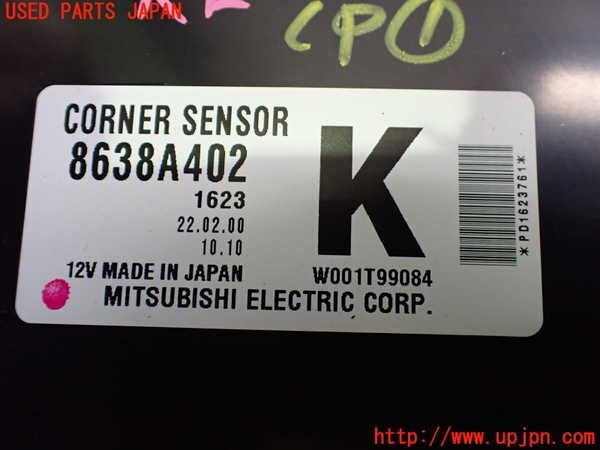 USED PARTS JAPAN
CP①
CORNER SENSOR
8638A402
1623
22.02.00
10.10
K
12V MADE IN JAPAN
W001T99084
MITSUBISHI ELECTRIC CORP.
*PD1623761*
http://www.upjpn.com/